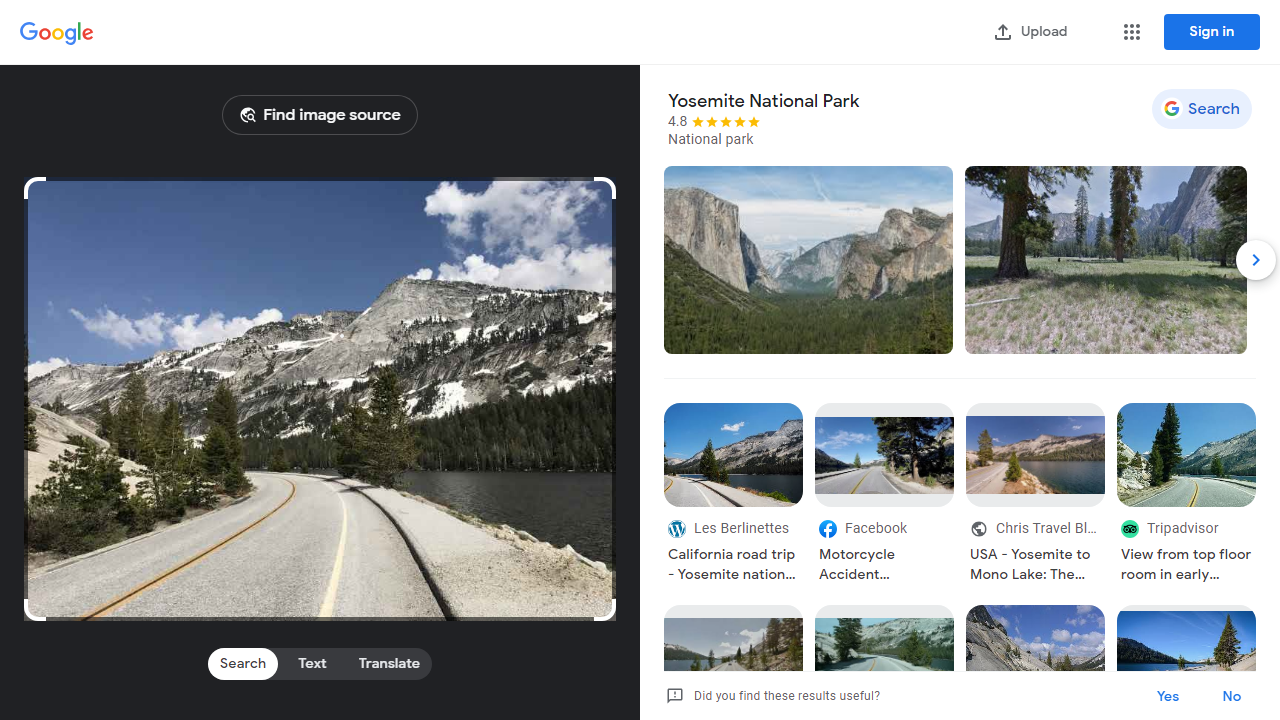 Google
Upload
Sign in
Find image source
Search
Text
Translate
Yosemite National Park
4.8
National park
Search
Les Berlinettes
California road trip
- Yosemite nation...
Facebook
Motorcycle
Accident...
Chris Travel Bl...
USA - Yosemite to
Mono Lake: The...
Tripadvisor
View from top floor
room in early...
Did you find these results useful?
Yes
No